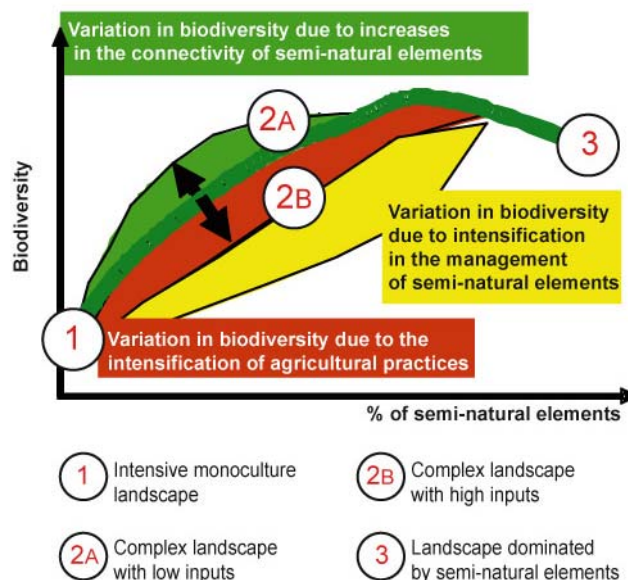 Variation in biodiversity due to increases
in the connectivity of semi-natural elements
2A
3
2B
Biodiversity
Variation in biodiversity
due to intensification
in the management
of semi-natural elements
1
Variation in biodiversity due to the
intensification of agricultural practices
% of semi-natural elements
1 Intensive monoculture
landscape
2B Complex landscape
with high inputs
2A Complex landscape
with low inputs
3 Landscape dominated
by semi-natural elements